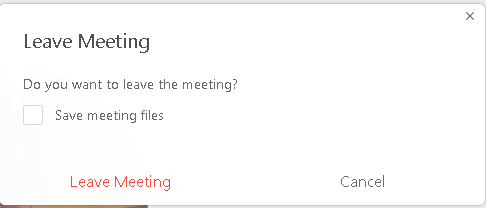 Leave Meeting
Do you want to leave the meeting?
Save meeting files
Leave Meeting
Cancel